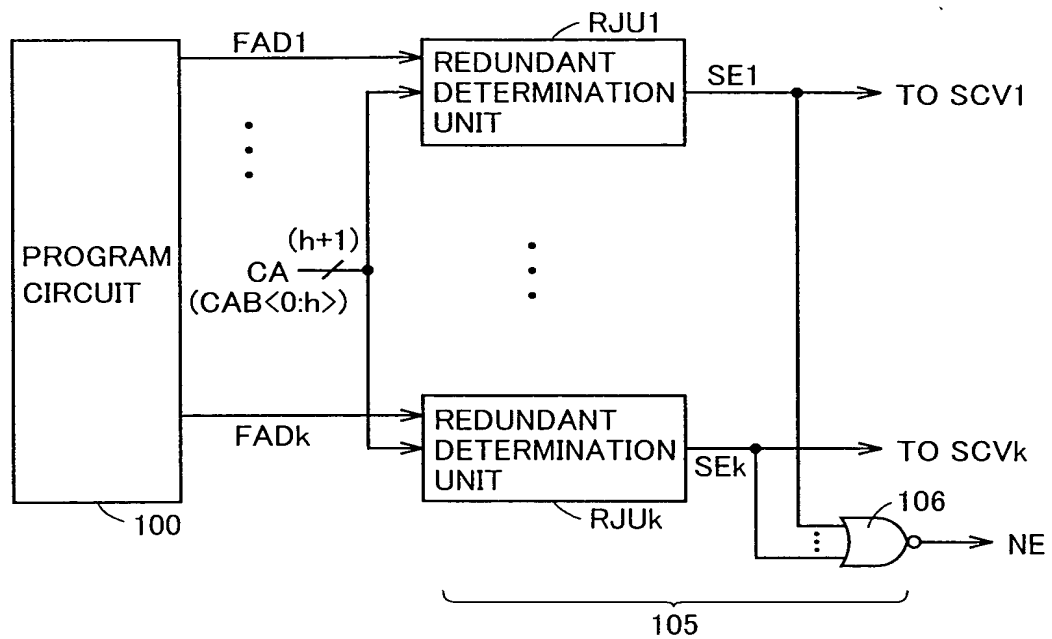 FAD1
RJU1
REDUNDANT
DETERMINATION
UNIT
SE1
TO SCV1
PROGRAM
CIRCUIT
(h+1)
CA
(CAB<0:h>)
FADk
REDUNDANT
DETERMINATION
UNIT
SEk
TO SCVk
100
RJUk
106
NE
105